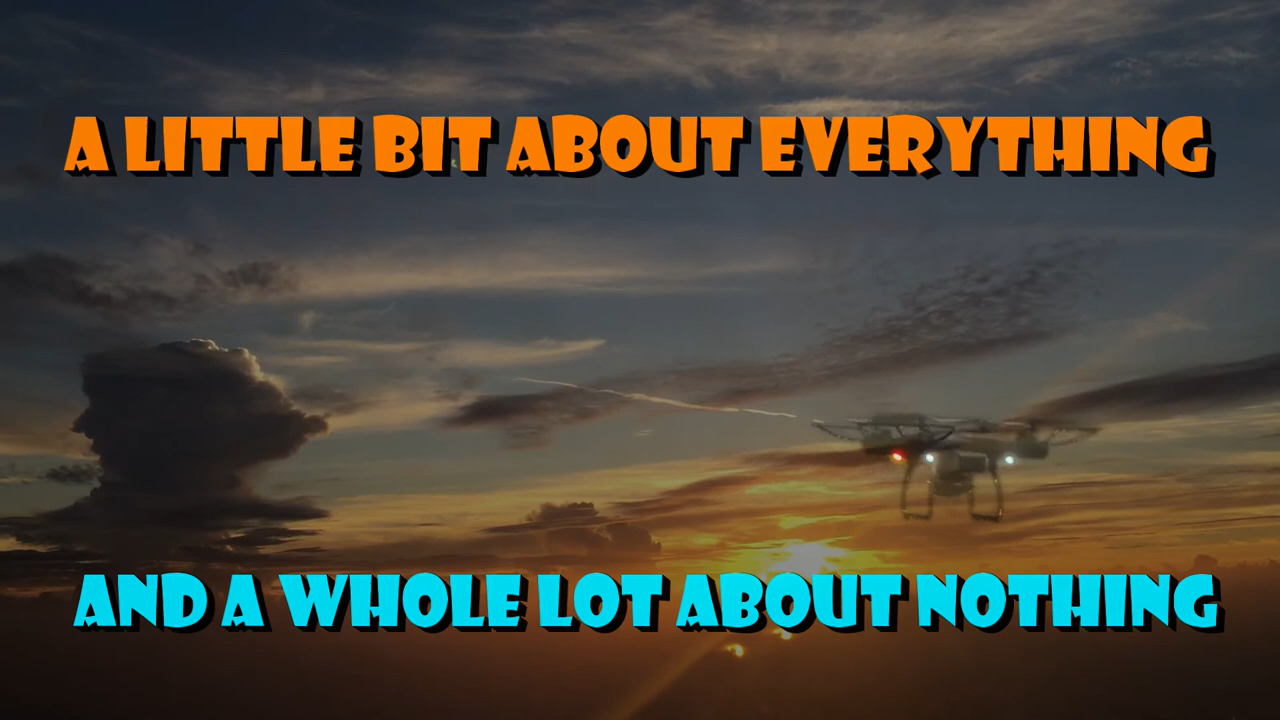 A LITTLE BIT ABOUT EVERYTHING
AND A WHOLE LOT ABOUT NOTHING